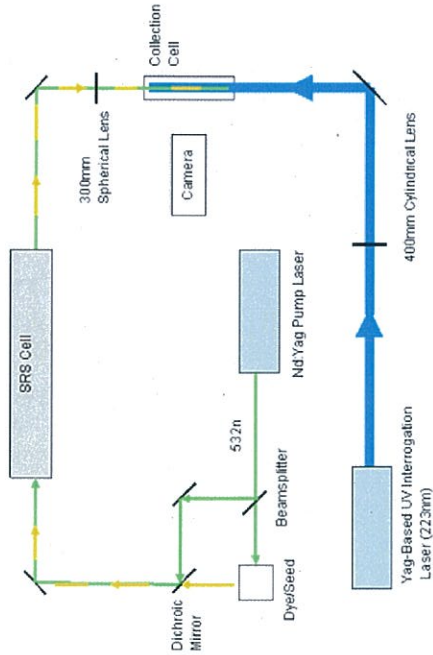 Collection
Cell
300mm
Spherical Lens
Camera
SRS Cell
400mm Cylindrical Lens
Nd:Yag Pump Laser
532n
Beamsplitter
Dichroic
Mirror
Dye/Seed
Yag-Based UV Interrogation
Laser (223nm)